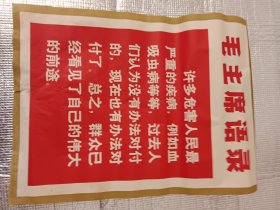 毛主席语录
许多危害人民最
严重的疾病，例如血
吸虫病等等，过去人
们认为没有办法对付
的，现在也有办法对
付了。总之，群众已
经看见了自己的伟大
的前途。